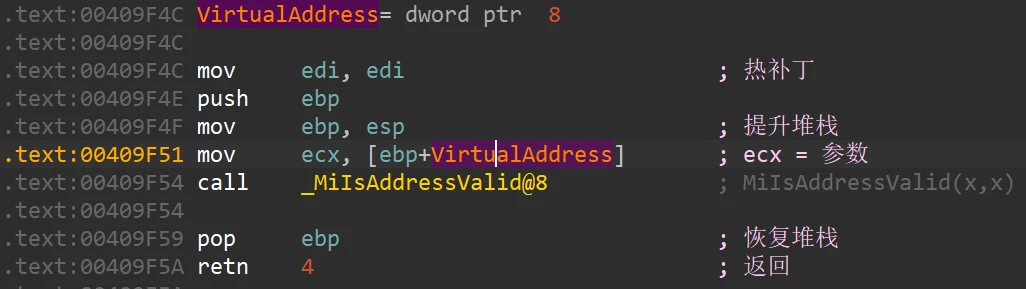 .text:00409F4C VirtualAddress= dword ptr  8
.text:00409F4C
.text:00409F4C mov     edi, edi                        ; 热补丁
.text:00409F4E push    ebp
.text:00409F4F mov     ebp, esp                        ; 提升堆栈
.text:00409F51 mov     ecx, [ebp+VirtualAddress]       ; ecx = 参数
.text:00409F54 call    _MiIsAddressValid@8             ; MiIsAddressValid(x,x)
.text:00409F54
.text:00409F59 pop     ebp                             ; 恢复堆栈
.text:00409F5A retn    4                               ; 返回